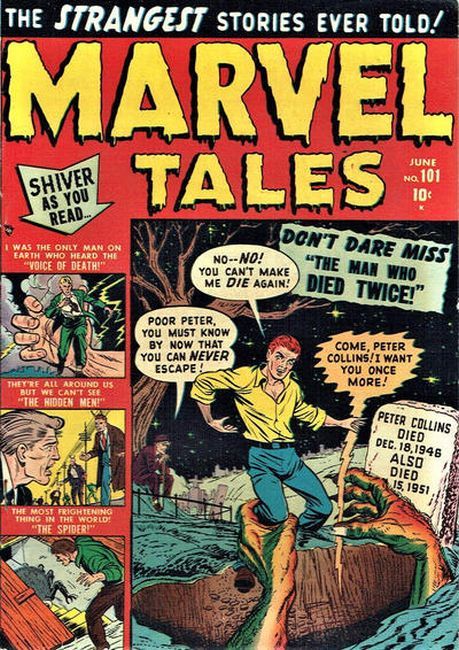 THE STRANGEST STORIES EVER TOLD!
MARVEL
TALES
JUNE
NO. 101
10¢
K
SHIVER
AS YOU
READ...
I WAS THE ONLY MAN ON
EARTH WHO HEARD THE
"VOICE OF DEATH!"
THEY'RE ALL AROUND US
BUT WE CAN'T SEE
"THE HIDDEN MEN!"
THE MOST FRIGHTENING
THING IN THE WORLD!
"THE SPIDER!"
DON'T DARE MISS
"THE MAN WHO
DIED TWICE!"
NO--NO!
YOU CAN'T MAKE
ME DIE AGAIN!
POOR PETER,
YOU MUST KNOW
BY NOW THAT
YOU CAN NEVER
ESCAPE!
COME, PETER
COLLINS! I WANT
YOU ONCE
MORE!
PETER COLLINS
DIED
DEC. 18, 1946
ALSO
DIED
15, 1951